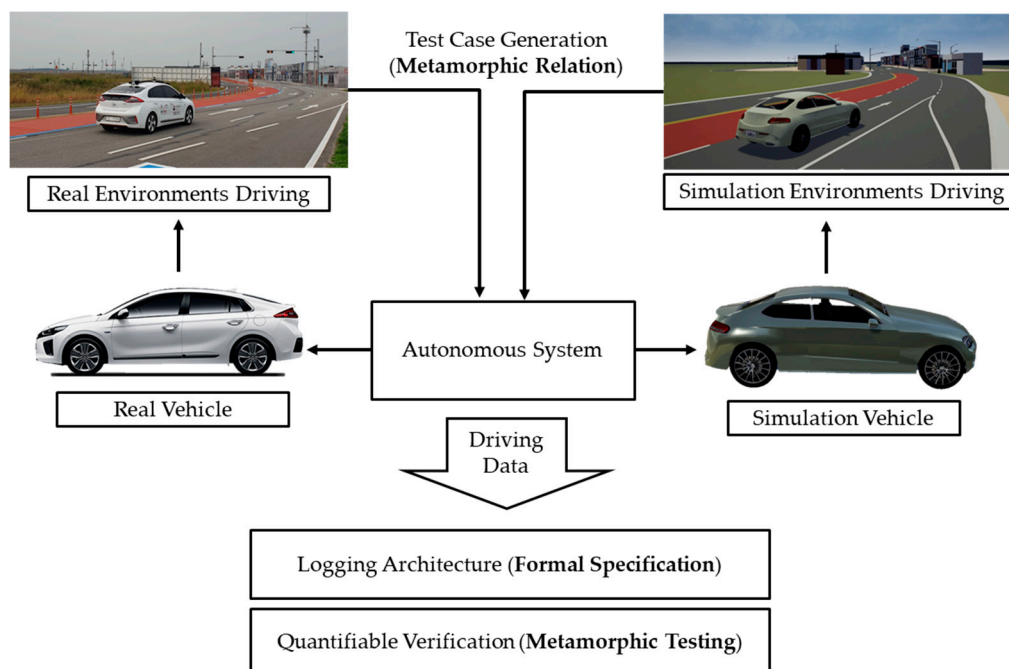 Test Case Generation
(Metamorphic Relation)
Real Environments Driving
Simulation Environments Driving
Autonomous System
Real Vehicle
Simulation Vehicle
Driving
Data
Logging Architecture (Formal Specification)
Quantifiable Verification (Metamorphic Testing)